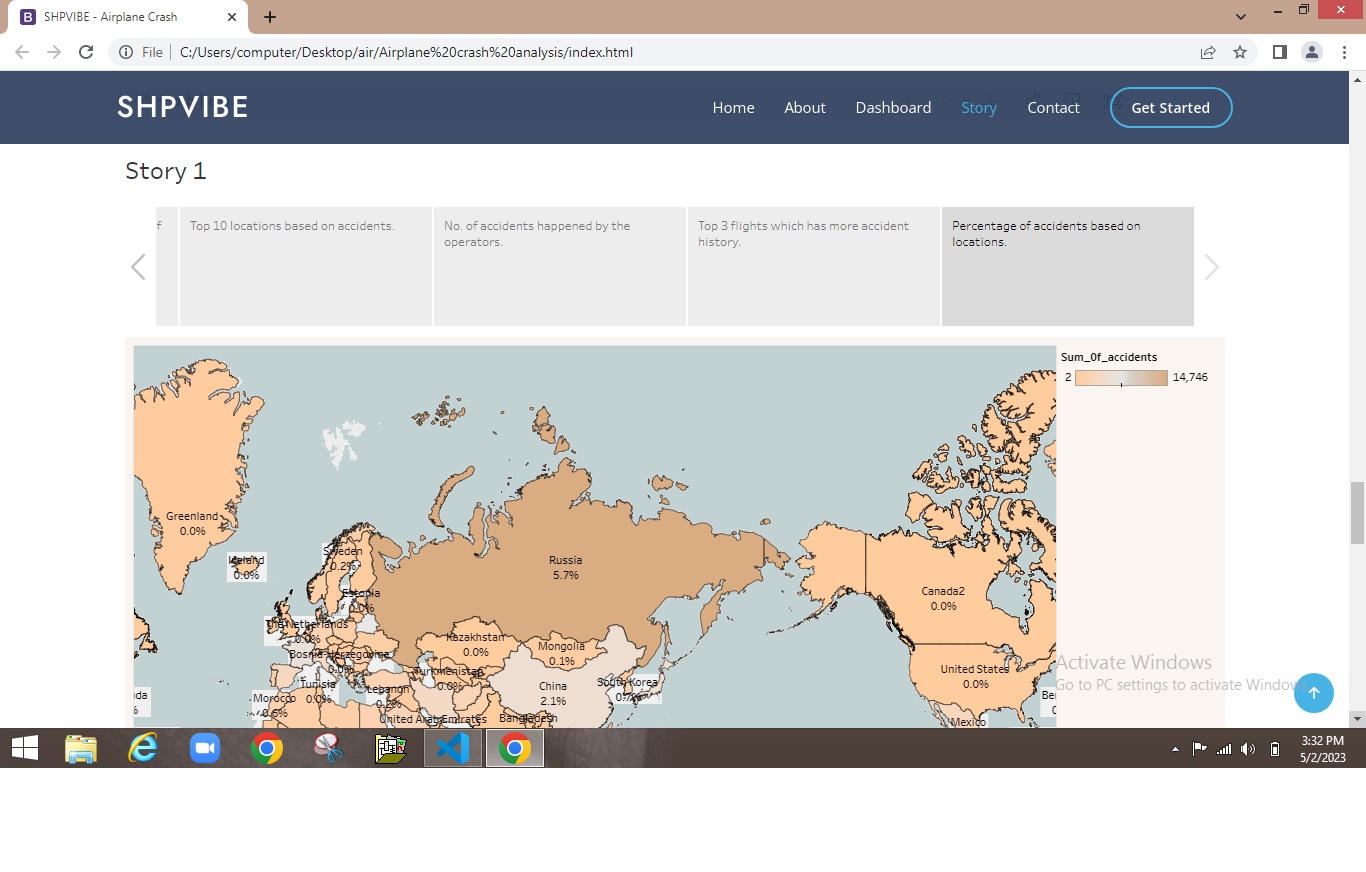 SHPVIBE - Airplane Crash
File
C:/Users/computer/Desktop/air/Airplane%20crash%20analysis/index.html
SHPVIBE
Home
About
Dashboard
Story
Contact
Get Started
Story 1
f
Top 10 locations based on accidents.
No. of accidents happened by the
operators.
Top 3 flights which has more accident
history.
Percentage of accidents based on
locations.
Sum_0f_accidents
2
14,746
Greenland
0.0%
Iceland
0.0%
Sweden
0.2%
Estonia
0.0%
The Netherlands
0.0%
Bosnia-Herzegovina
0.0%
Tunisia
0.0%
Morocco
0.6%
Lebanon
0.2%
United Arab Emirates
Russia
5.7%
Kazakhstan
0.0%
Turkmenistan
0.0%
Mongolia
0.1%
China
2.1%
South Korea
0.7%
Bangladesh
Canada2
0.0%
United States
0.0%
Mexico
da
%
Be
0
Activate Windows
Go to PC settings to activate Windows
3:32 PM
5/2/2023